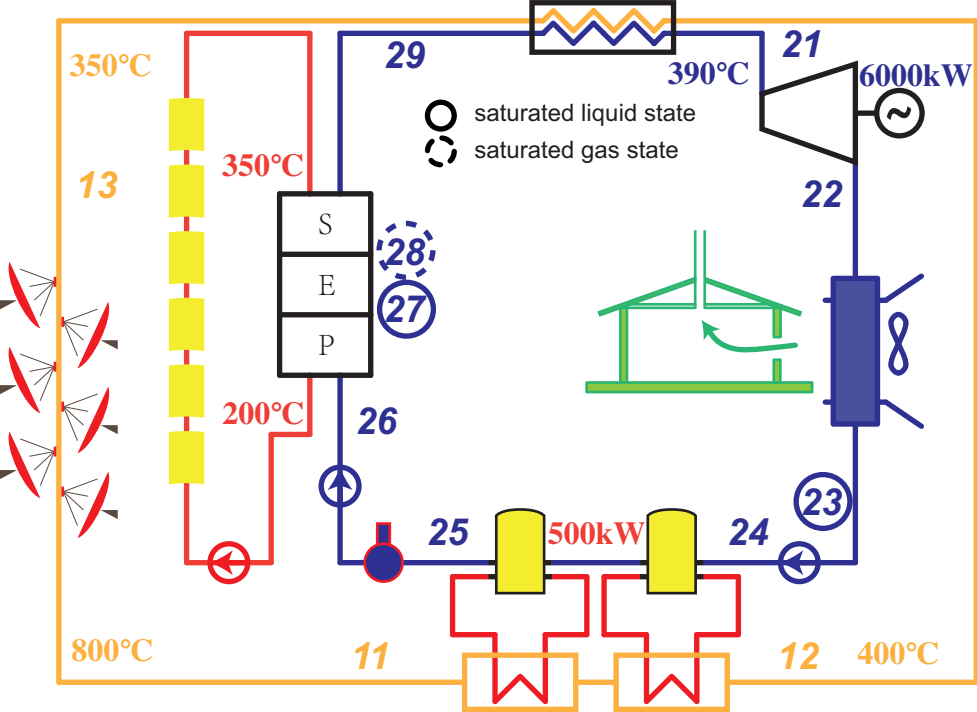 29
21
350°C
390°C
6000kW
saturated liquid state
saturated gas state
13
350°C
22
S
28
E
27
P
200°C
26
23
25
500kW
24
800°C
11
12
400°C